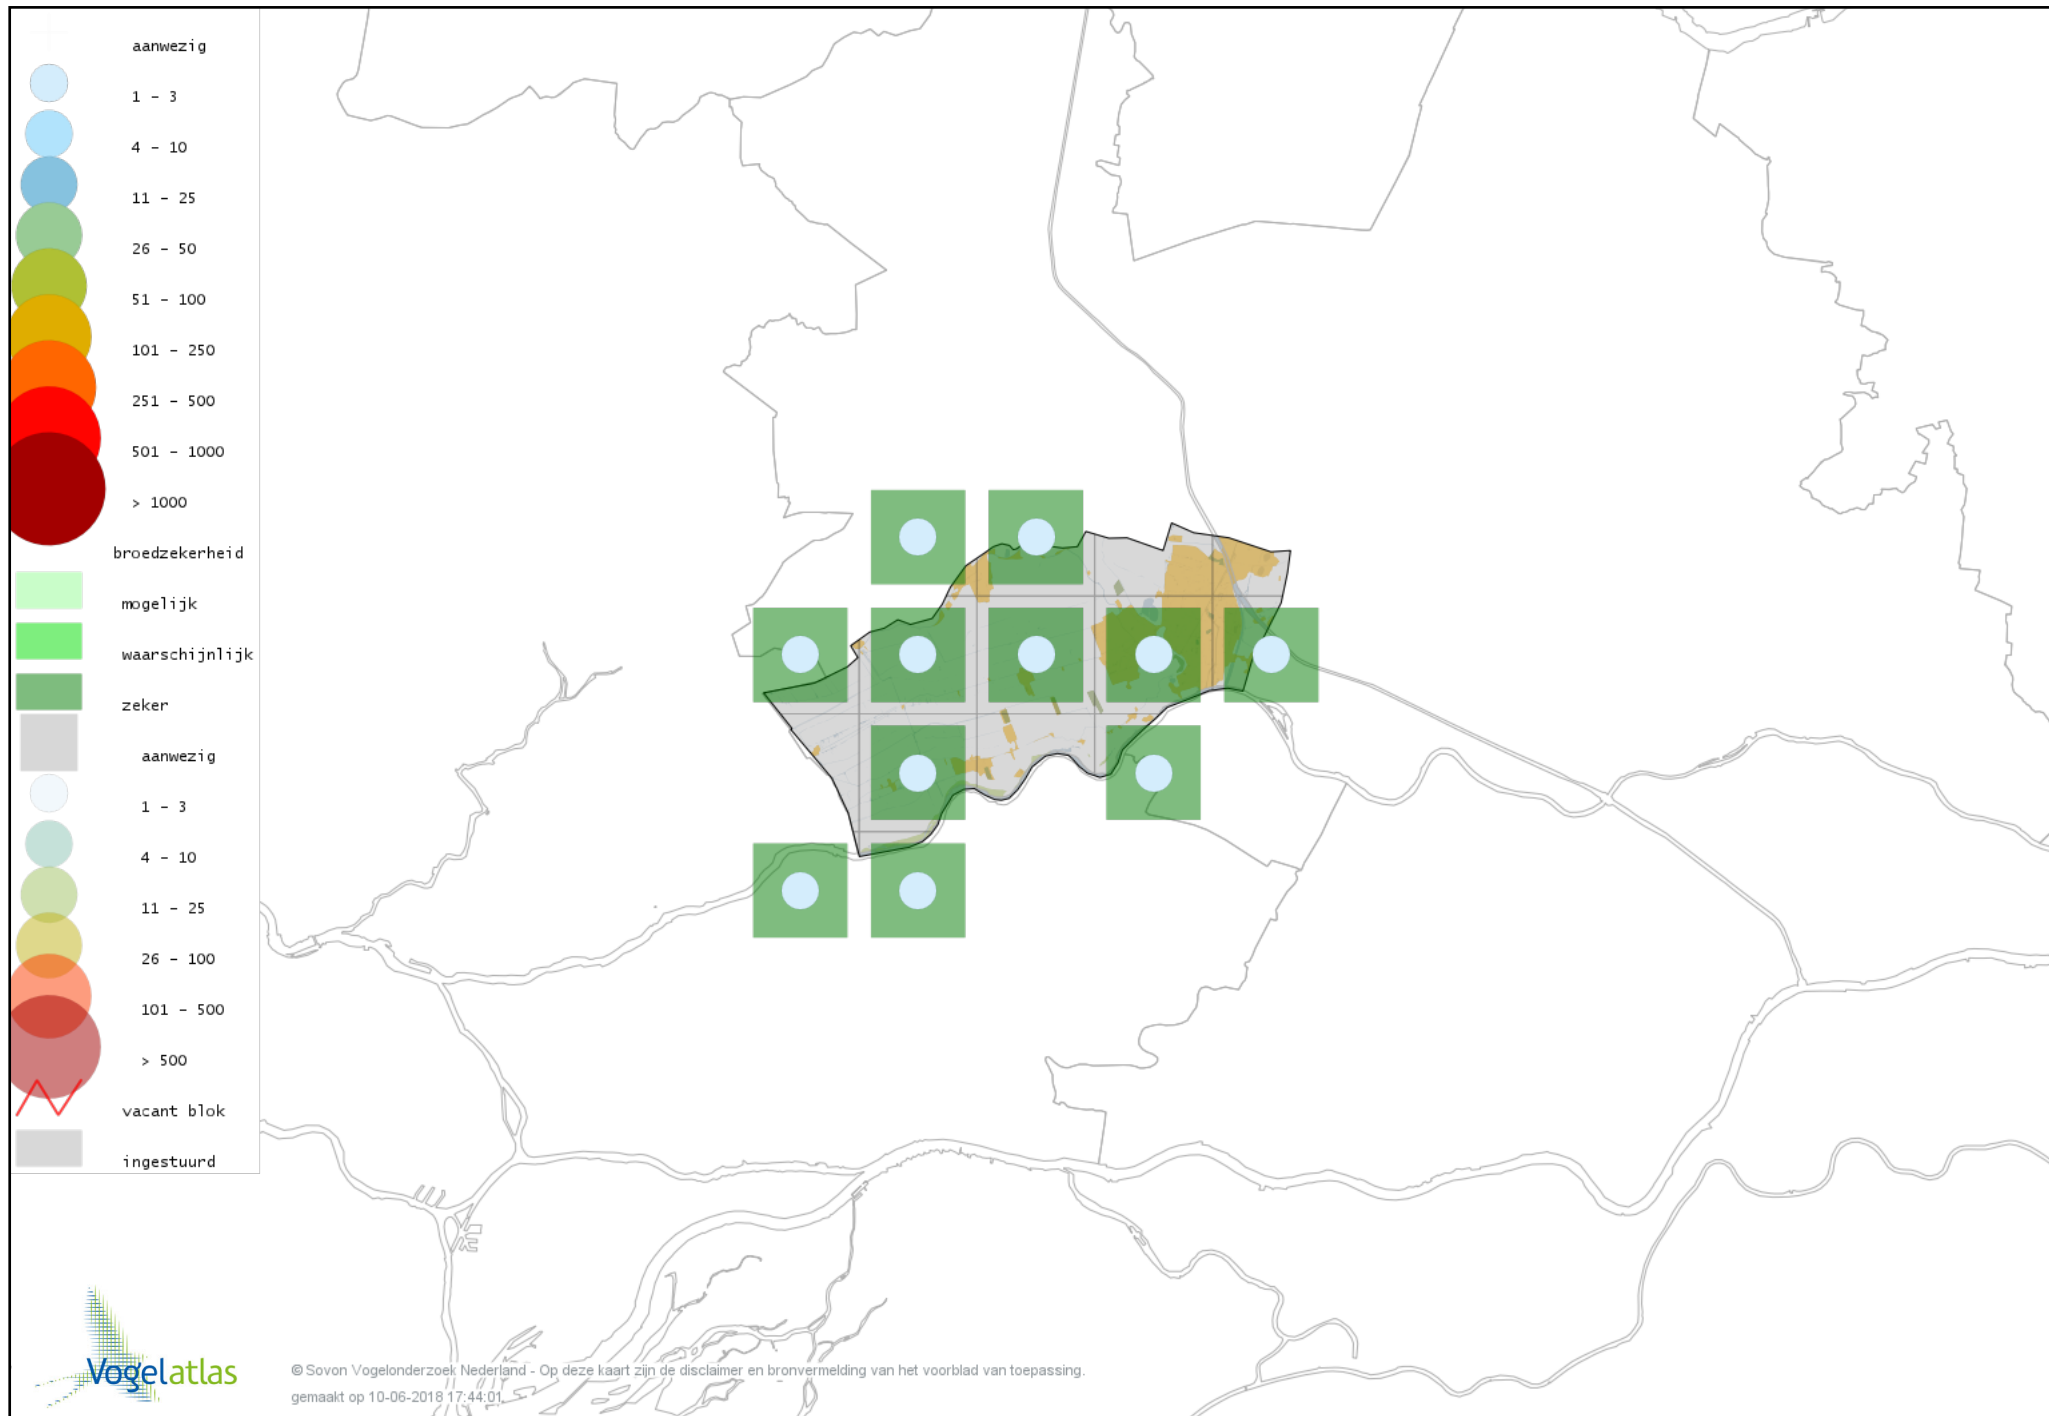 aanwezig
1 - 3
4 - 10
11 - 25
26 - 50
51 - 100
101 - 250
251 - 500
501 - 1000
> 1000
broedzekerheid
mogelijk
waarschijnlijk
zeker
aanwezig
1 - 3
4 - 10
11 - 25
26 - 100
101 - 500
> 500
vacant blok
ingestuurd
Vogelatlas
© Sovon Vogelonderzoek Nederland - Op deze kaart zijn de disclaimer en bronvermelding van het voorblad van toepassing.
gemaakt op 10-06-2018 17:44:01